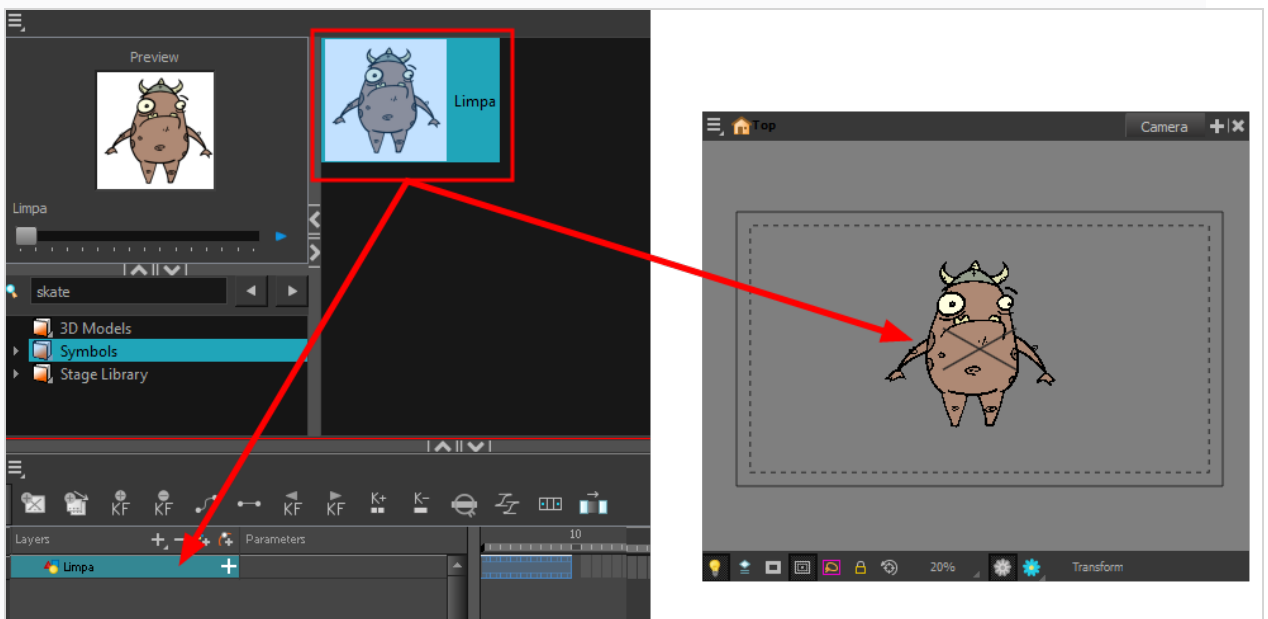 Preview
Limpa
Limpa
skate
3D Models
Symbols
Stage Library
KF
KF
KF
KF
K+
K-
Layers
Parameters
10
Limpa
Top
Camera
20%
Transform